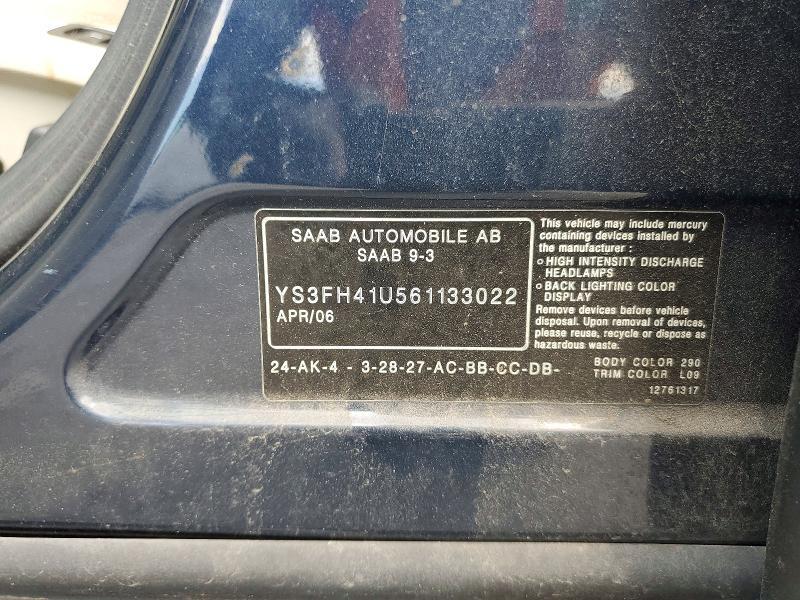 SAAB AUTOMOBILE AB
SAAB 9-3
YS3FH41U561133022
APR/06
24-AK-4 - 3-28-27-AC-BB-CC-DB-
This vehicle may include mercury
containing devices installed by
the manufacturer :
o HIGH INTENSITY DISCHARGE
HEADLAMPS
o BACK LIGHTING COLOR
DISPLAY
Remove devices before vehicle
disposal. Upon removal of devices,
please reuse, recycle or dispose as
hazardous waste.
BODY COLOR 290
TRIM COLOR L09
12761317